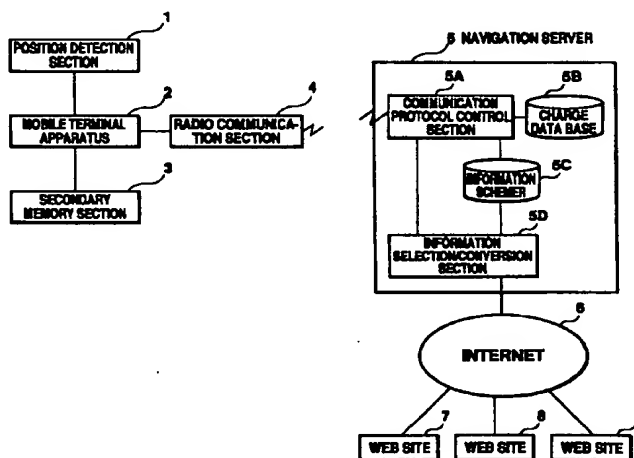 1
POSITION DETECTION
SECTION
2
MOBILE TERMINAL
APPARATUS
4
RADIO COMMUNICA-
TION SECTION
3
SECONDARY
MEMORY SECTION
5 NAVIGATION SERVER
5A
COMMUNICATION
PROTOCOL CONTROL
SECTION
5B
CHARGE
DATA BASE
5C
INFORMATION
SCHEMER
5D
INFORMATION
SELECTION/CONVERSION
SECTION
6
INTERNET
7
WEB SITE
8
WEB SITE
WEB SITE